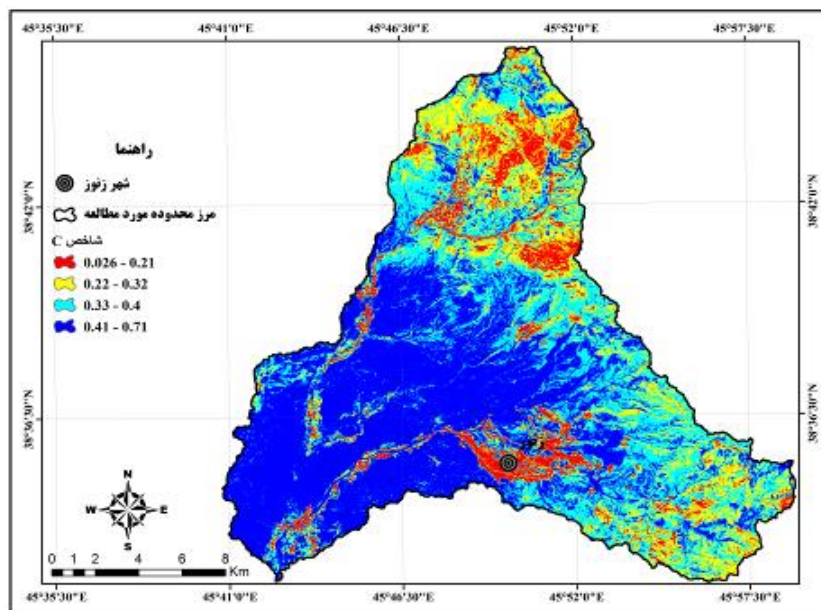 45°35'30"E 45°41'0"E 45°46'30"E 45°52'0"E 45°57'30"E
38°42'0"N 38°42'0"N
38°36'30"N 38°36'30"N
راهنما
شهر زنوز
مرز محدوده مورد مطالعه
شاخص C
0.026 - 0.21
0.22 - 0.32
0.33 - 0.4
0.41 - 0.71
زنوز
N
W E
S
0 1 2 4 6 8
Km
45°35'30"E 45°41'0"E 45°46'30"E 45°52'0"E 45°57'30"E